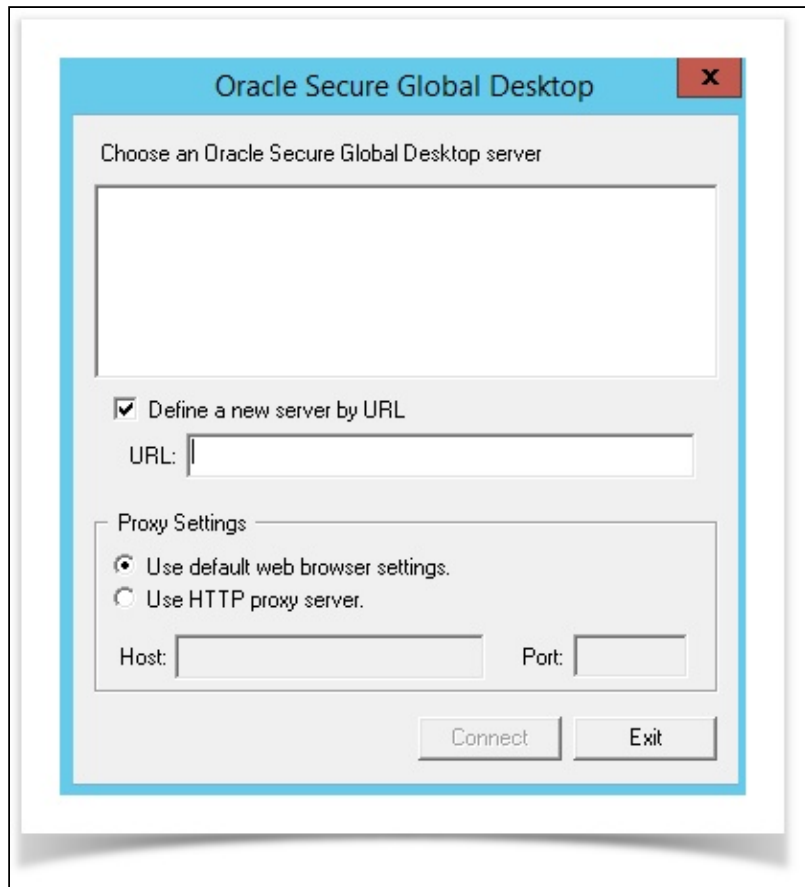 Oracle Secure Global Desktop
x
Choose an Oracle Secure Global Desktop server
Define a new server by URL
URL:
Proxy Settings
Use default web browser settings.
Use HTTP proxy server.
Host: Port:
Connect Exit